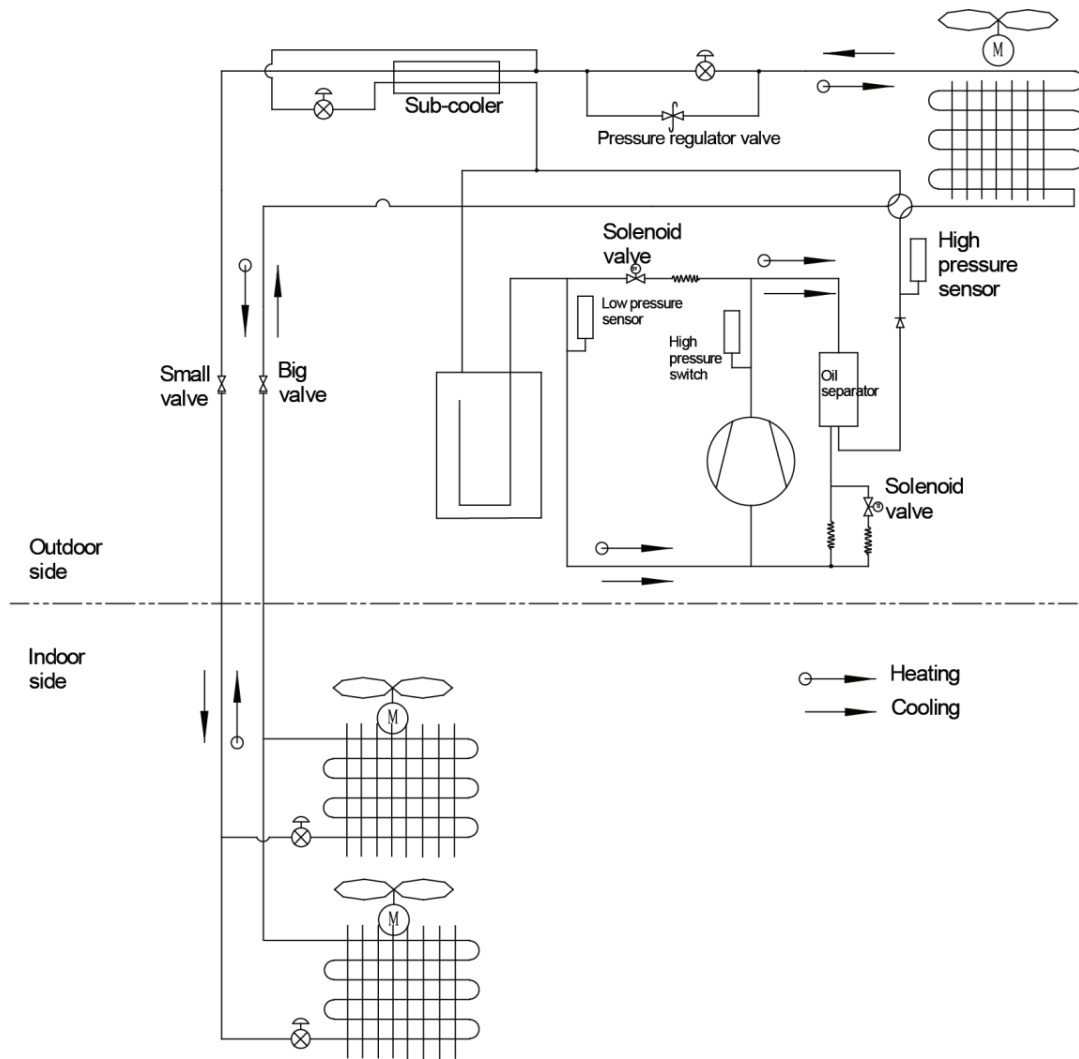 M
Sub-cooler
Pressure regulator valve
Solenoid
valve
High
pressure
sensor
Low pressure
sensor
High
pressure
switch
Small
valve
Big
valve
Oil
separator
Solenoid
valve
Outdoor
side
Indoor
side
Heating
Cooling
M
M